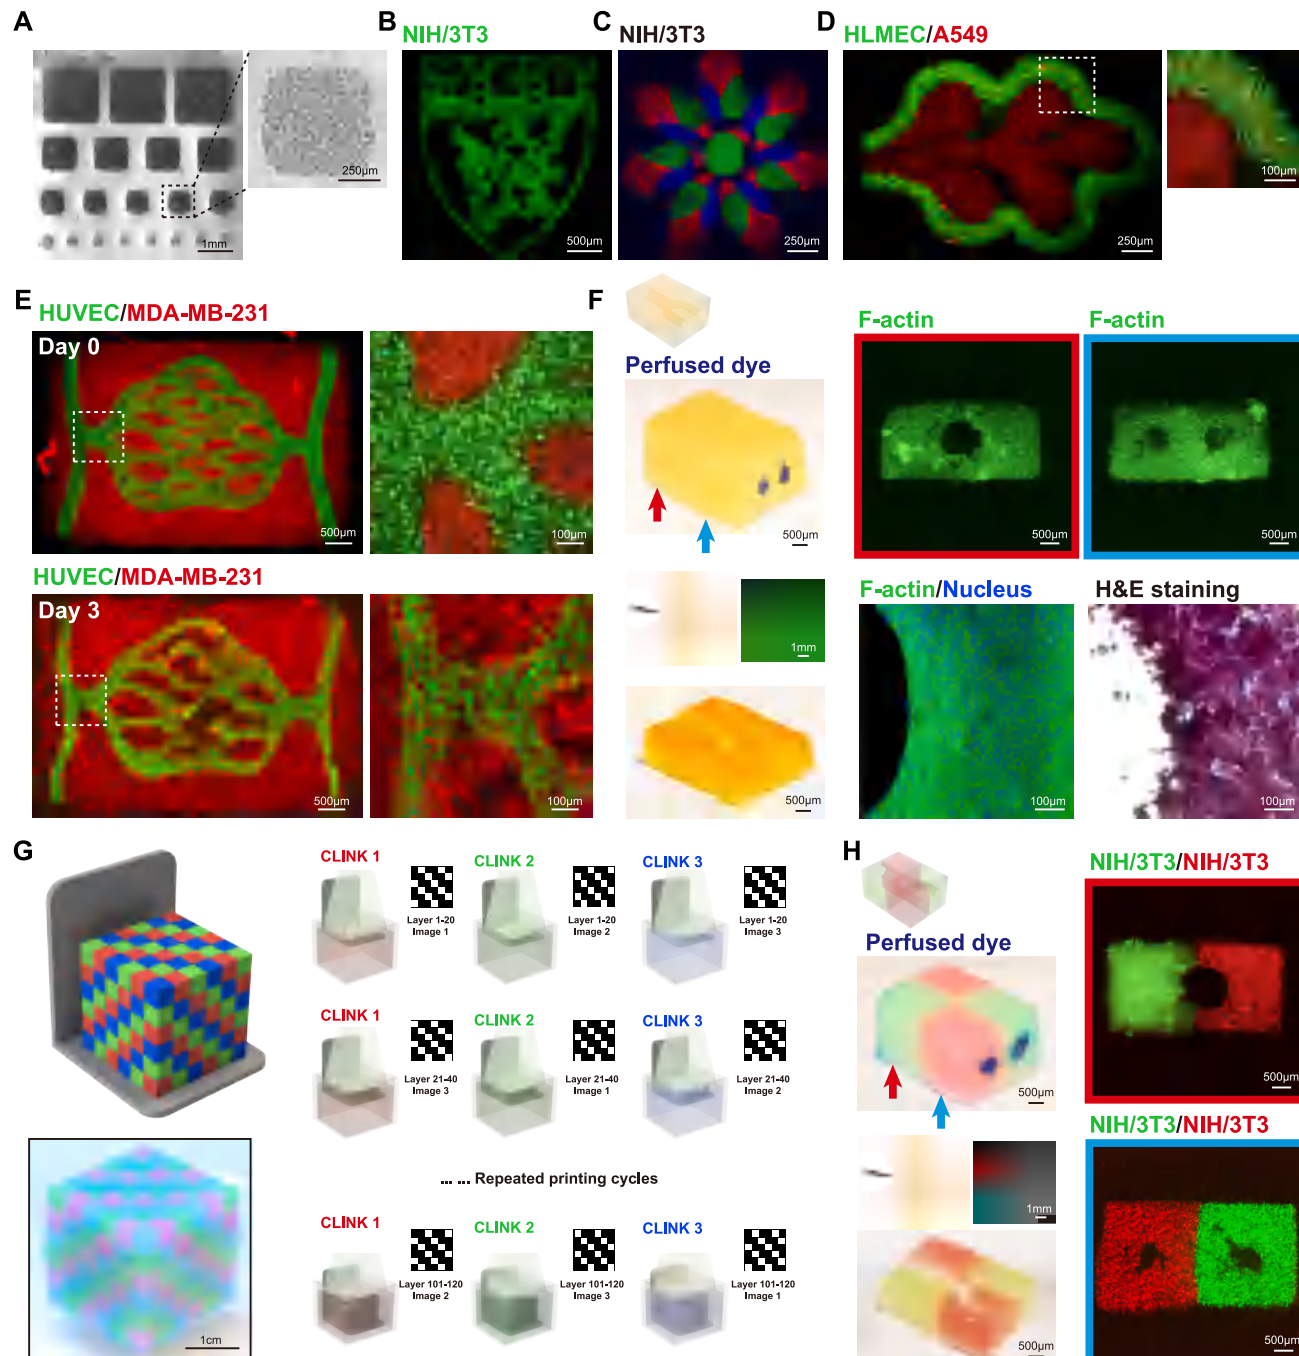 A
1mm
250μm
B
NIH/3T3
500μm
C
NIH/3T3
250μm
D
HLMEC/A549
250μm
100μm
E
HUVEC/MDA-MB-231
Day 0
500μm
100μm
HUVEC/MDA-MB-231
Day 3
500μm
100μm
F
Perfused dye
500μm
1mm
500μm
F-actin
500μm
F-actin
500μm
F-actin/Nucleus
100μm
H&E staining
100μm
G
1cm
CLINK 1
Layer 1-20
Image 1
CLINK 2
Layer 1-20
Image 2
CLINK 3
Layer 1-20
Image 3
CLINK 1
Layer 21-40
Image 3
CLINK 2
Layer 21-40
Image 1
CLINK 3
Layer 21-40
Image 2
... ... Repeated printing cycles
CLINK 1
Layer 101-120
Image 2
CLINK 2
Layer 101-120
Image 3
CLINK 3
Layer 101-120
Image 1
H
Perfused dye
500μm
1mm
500μm
NIH/3T3/NIH/3T3
500μm
NIH/3T3/NIH/3T3
500μm